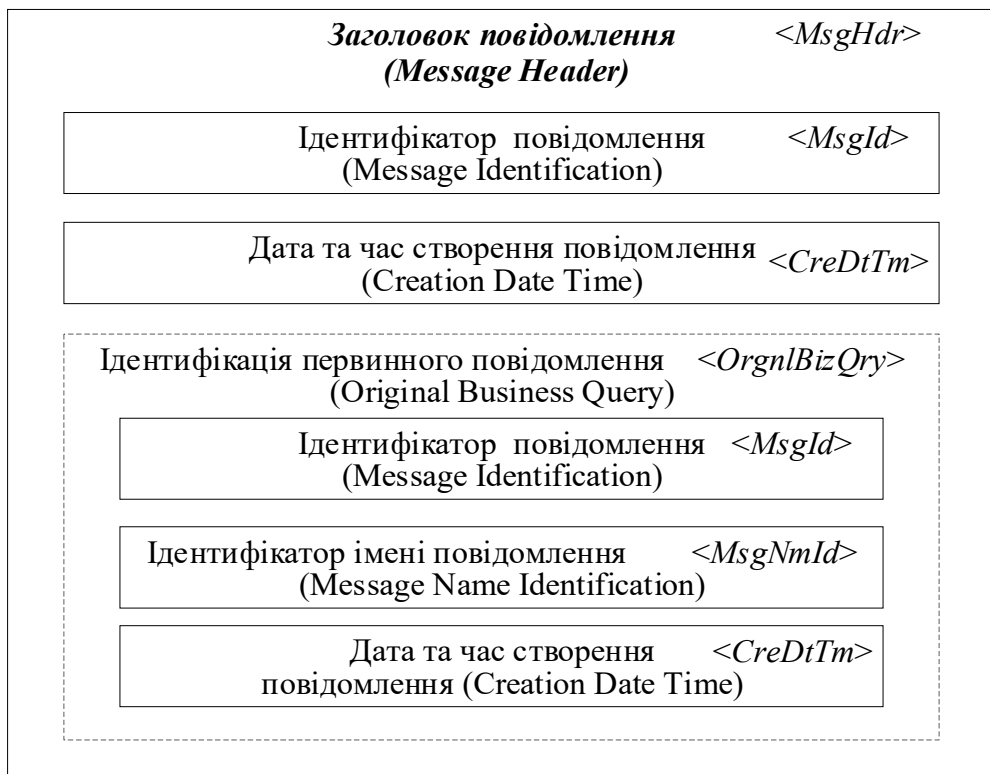 Заголовок повідомлення <MsgHdr>
(Message Header)
Ідентифікатор повідомлення <MsgId>
(Message Identification)
Дата та час створення повідомлення <CreDtTm>
(Creation Date Time)
Ідентифікація первинного повідомлення <OrgnlBizQry>
(Original Business Query)
Ідентифікатор повідомлення <MsgId>
(Message Identification)
Ідентифікатор імені повідомлення <MsgNmId>
(Message Name Identification)
Дата та час створення <CreDtTm>
повідомлення (Creation Date Time)